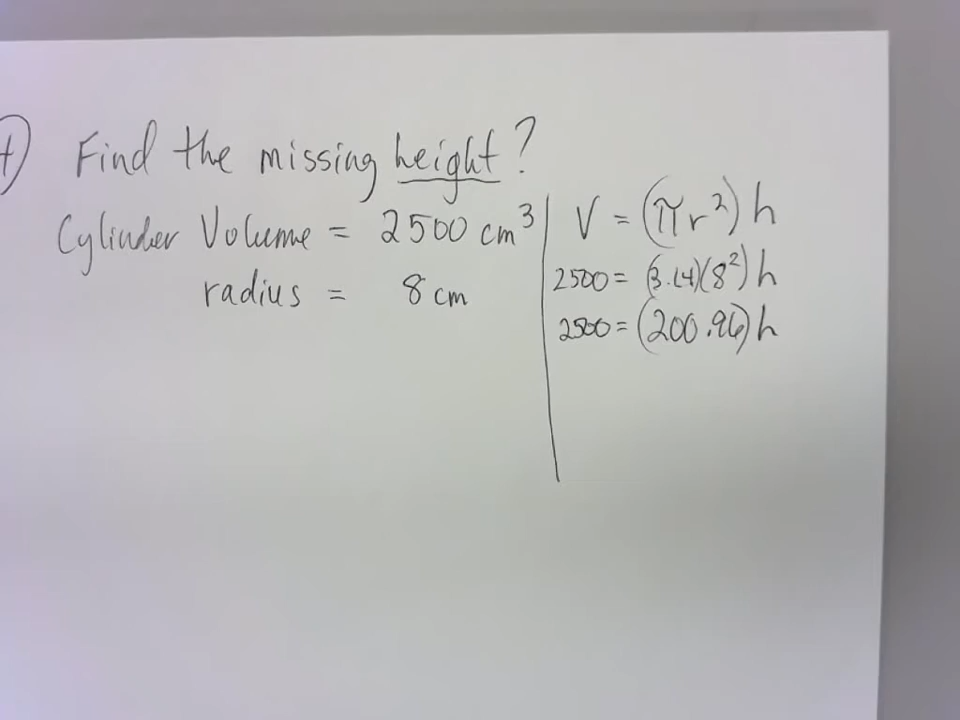 Find the missing height?
Cylinder Volume = 2500 cm³
radius = 8 cm
V = (πr²) h
2500 = (3.14)(8²) h
2500 = (200.96) h